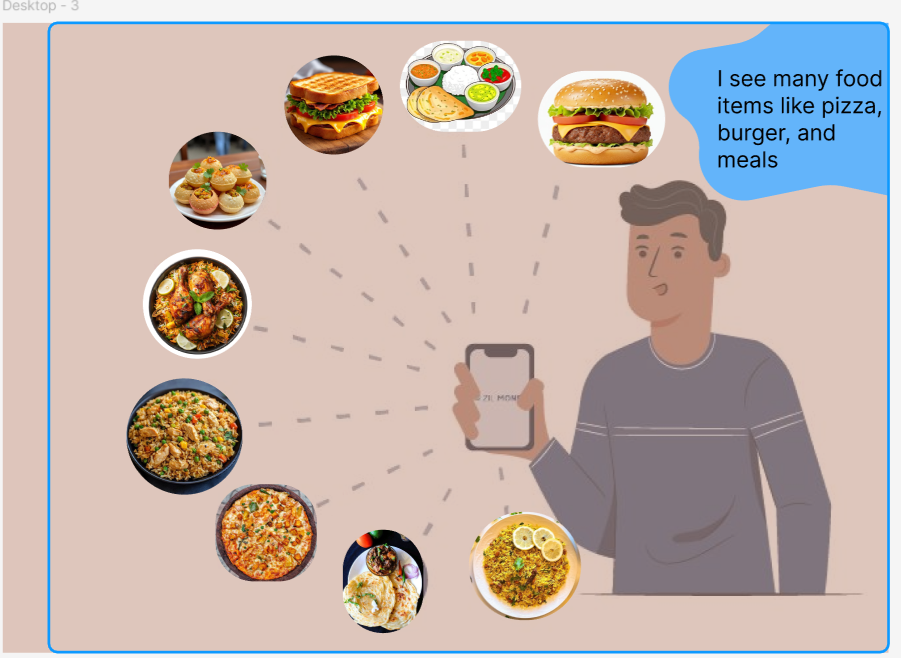 Desktop - 3
I see many food
items like pizza,
burger, and
meals